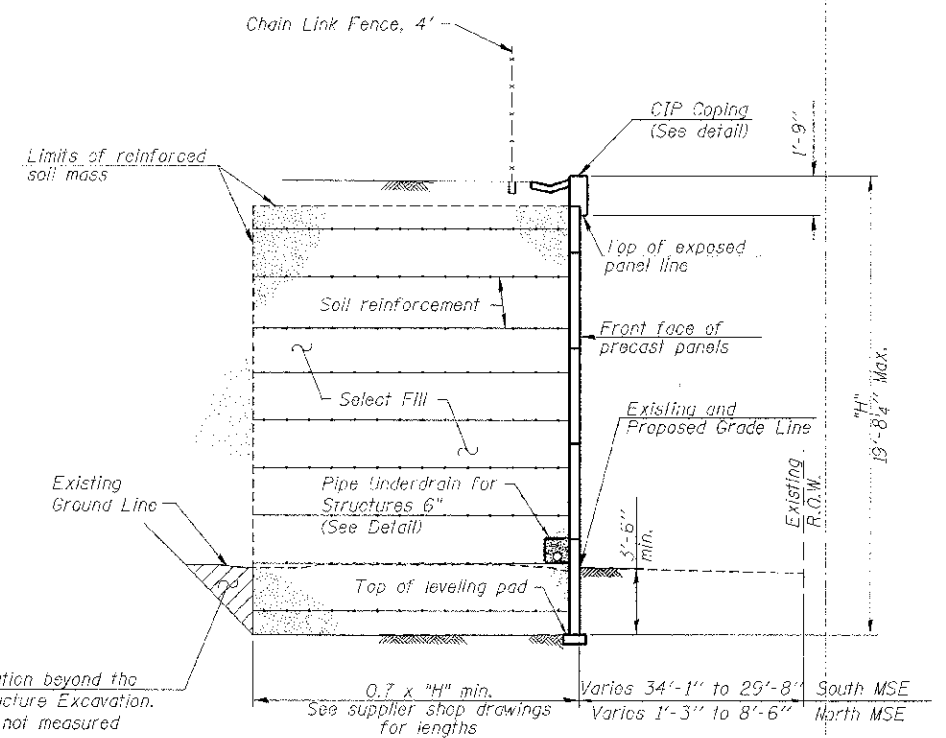 Chain Link Fence, 4'
CIP Coping
(See detail)
1'-9"
Limits of reinforced
soil mass
Top of exposed
panel line
Soil reinforcement
Front face of
precast panels
"H"
19'-8¼" Max.
Select Fill
Existing and
Proposed Grade Line
Existing
Ground Line
Pipe Underdrain for
Structures 6"
(See Detail)
3'-6"
min.
Existing
R.O.W.
Top of leveling pad
beyond the
Excavation.
not measured
0.7 x "H" min.
See supplier shop drawings
for lengths
Varies 34'-1" to 29'-8" South MSE
Varies 1'-3" to 8'-6" North MSE